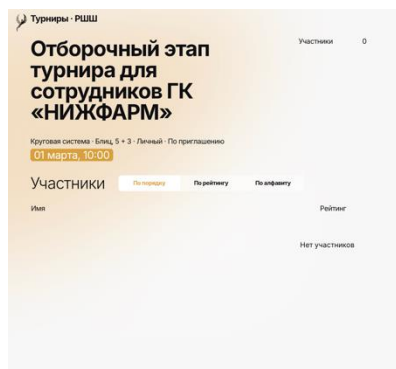 Турниры · РШШ
Отборочный этап
турнира для
сотрудников ГК
«НИЖФАРМ»
Участники 0
Круговая система · Блиц, 5 + 3 · Личный · По приглашению
01 марта, 10:00
Участники
По порядку По рейтингу По алфавиту
Имя Рейтинг
Нет участников